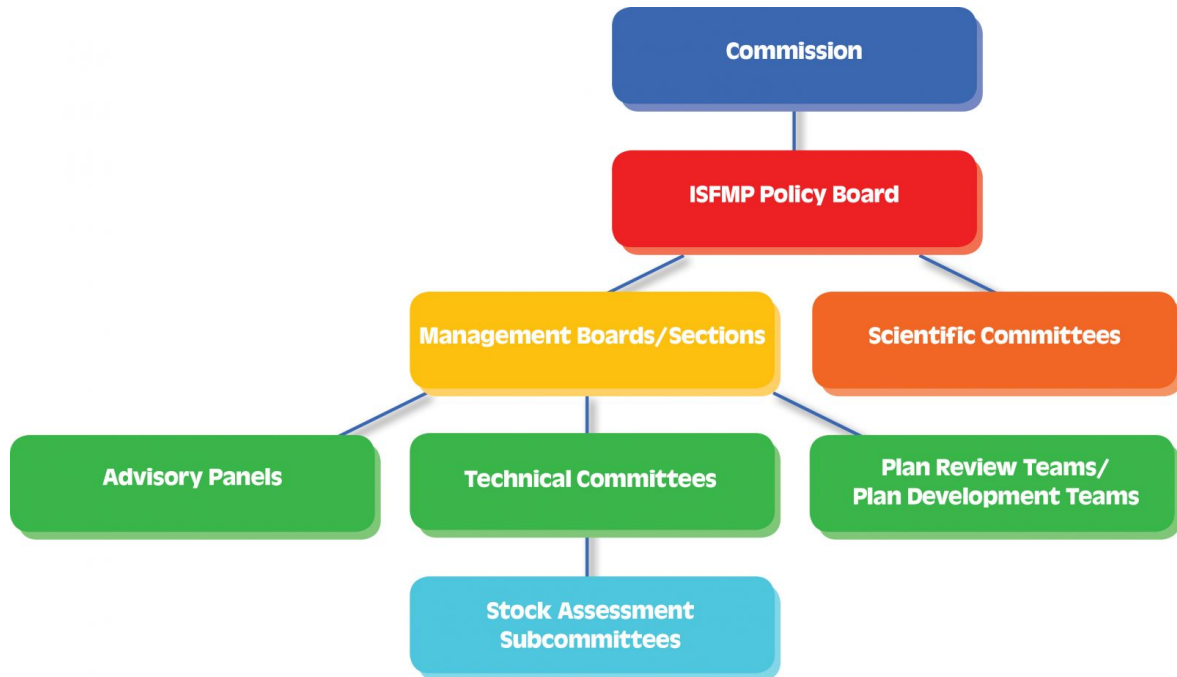 Commission
ISFMP Policy Board
Management Boards/Sections
Scientific Committees
Advisory Panels
Technical Committees
Plan Review Teams/
Plan Development Teams
Stock Assessment
Subcommittees